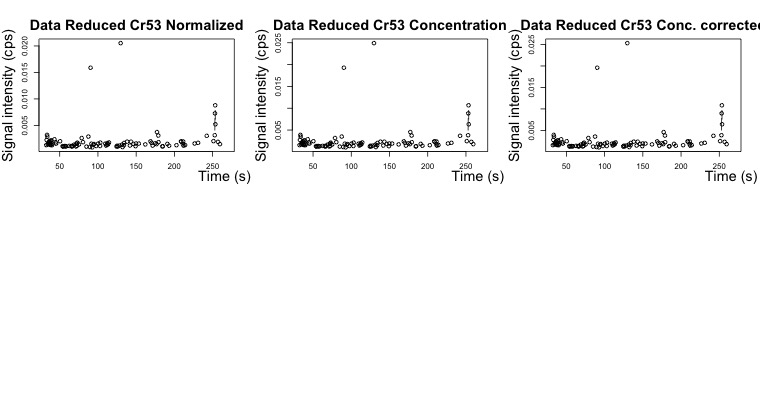 Data Reduced Cr53 Normalized
Signal intensity (cps)
0.005 0.010 0.015 0.020
50 100 150 200 250
Time (s)
Data Reduced Cr53 Concentration
Signal intensity (cps)
0.005 0.015 0.025
50 100 150 200 250
Time (s)
Data Reduced Cr53 Conc. corrected
Signal intensity (cps)
0.005 0.015 0.025
50 100 150 200 250
Time (s)